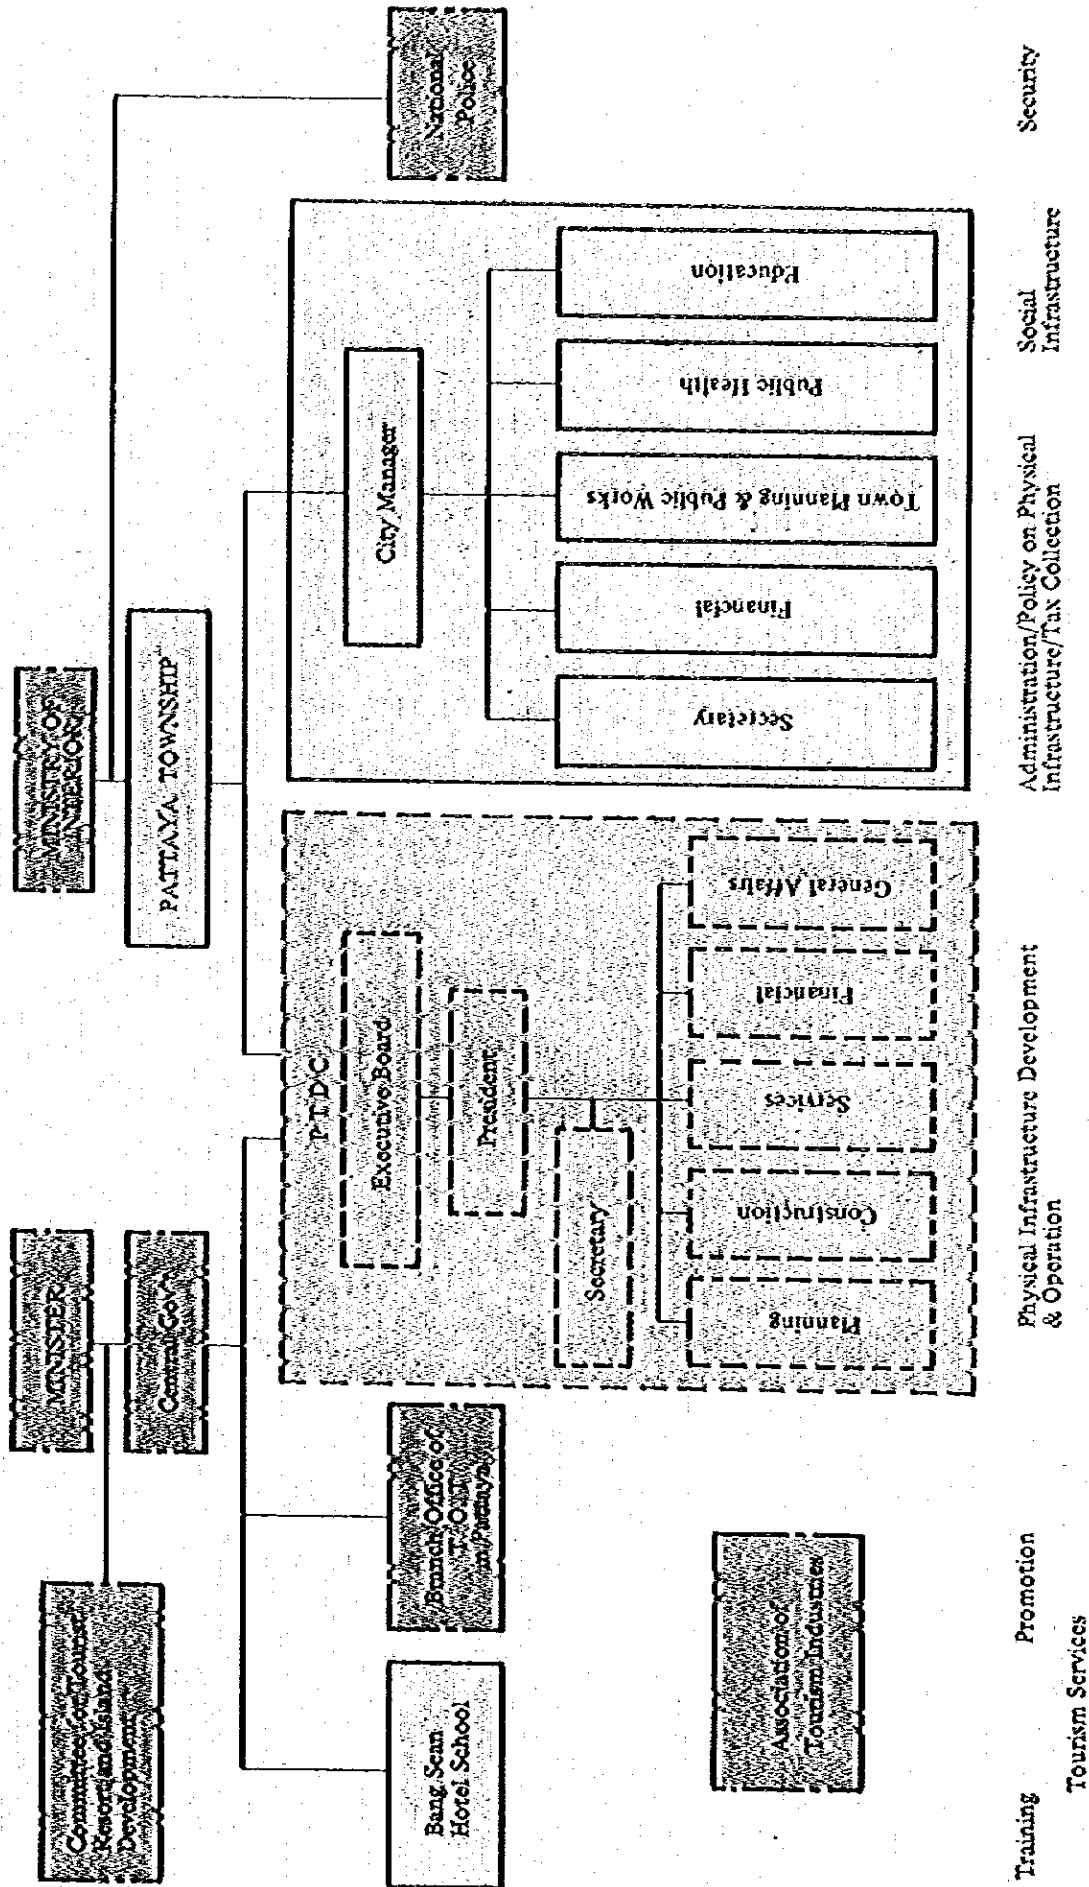 Committee on Tourist
Resort and Island
Development
MINISTER
Central Gov't
MINISTRY OF
INTERIOR
PATTAYA TOWNSHIP
Bang Saen
Hotel School
Branch Office of
T.O.T
in Pattaya
P T D C
Executive Board
President
Secretary
Planning
Construction
Services
Financial
General Affairs
City Manager
Secretary
Financial
Town Planning & Public Works
Public Health
Education
National
Police
Association of
Tourism Industries
Training
Promotion
Tourism Services
Physical Infrastructure Development
& Operation
Administration/Policy on Physical
Infrastructure/Tax Collection
Social
Infrastructure
Security